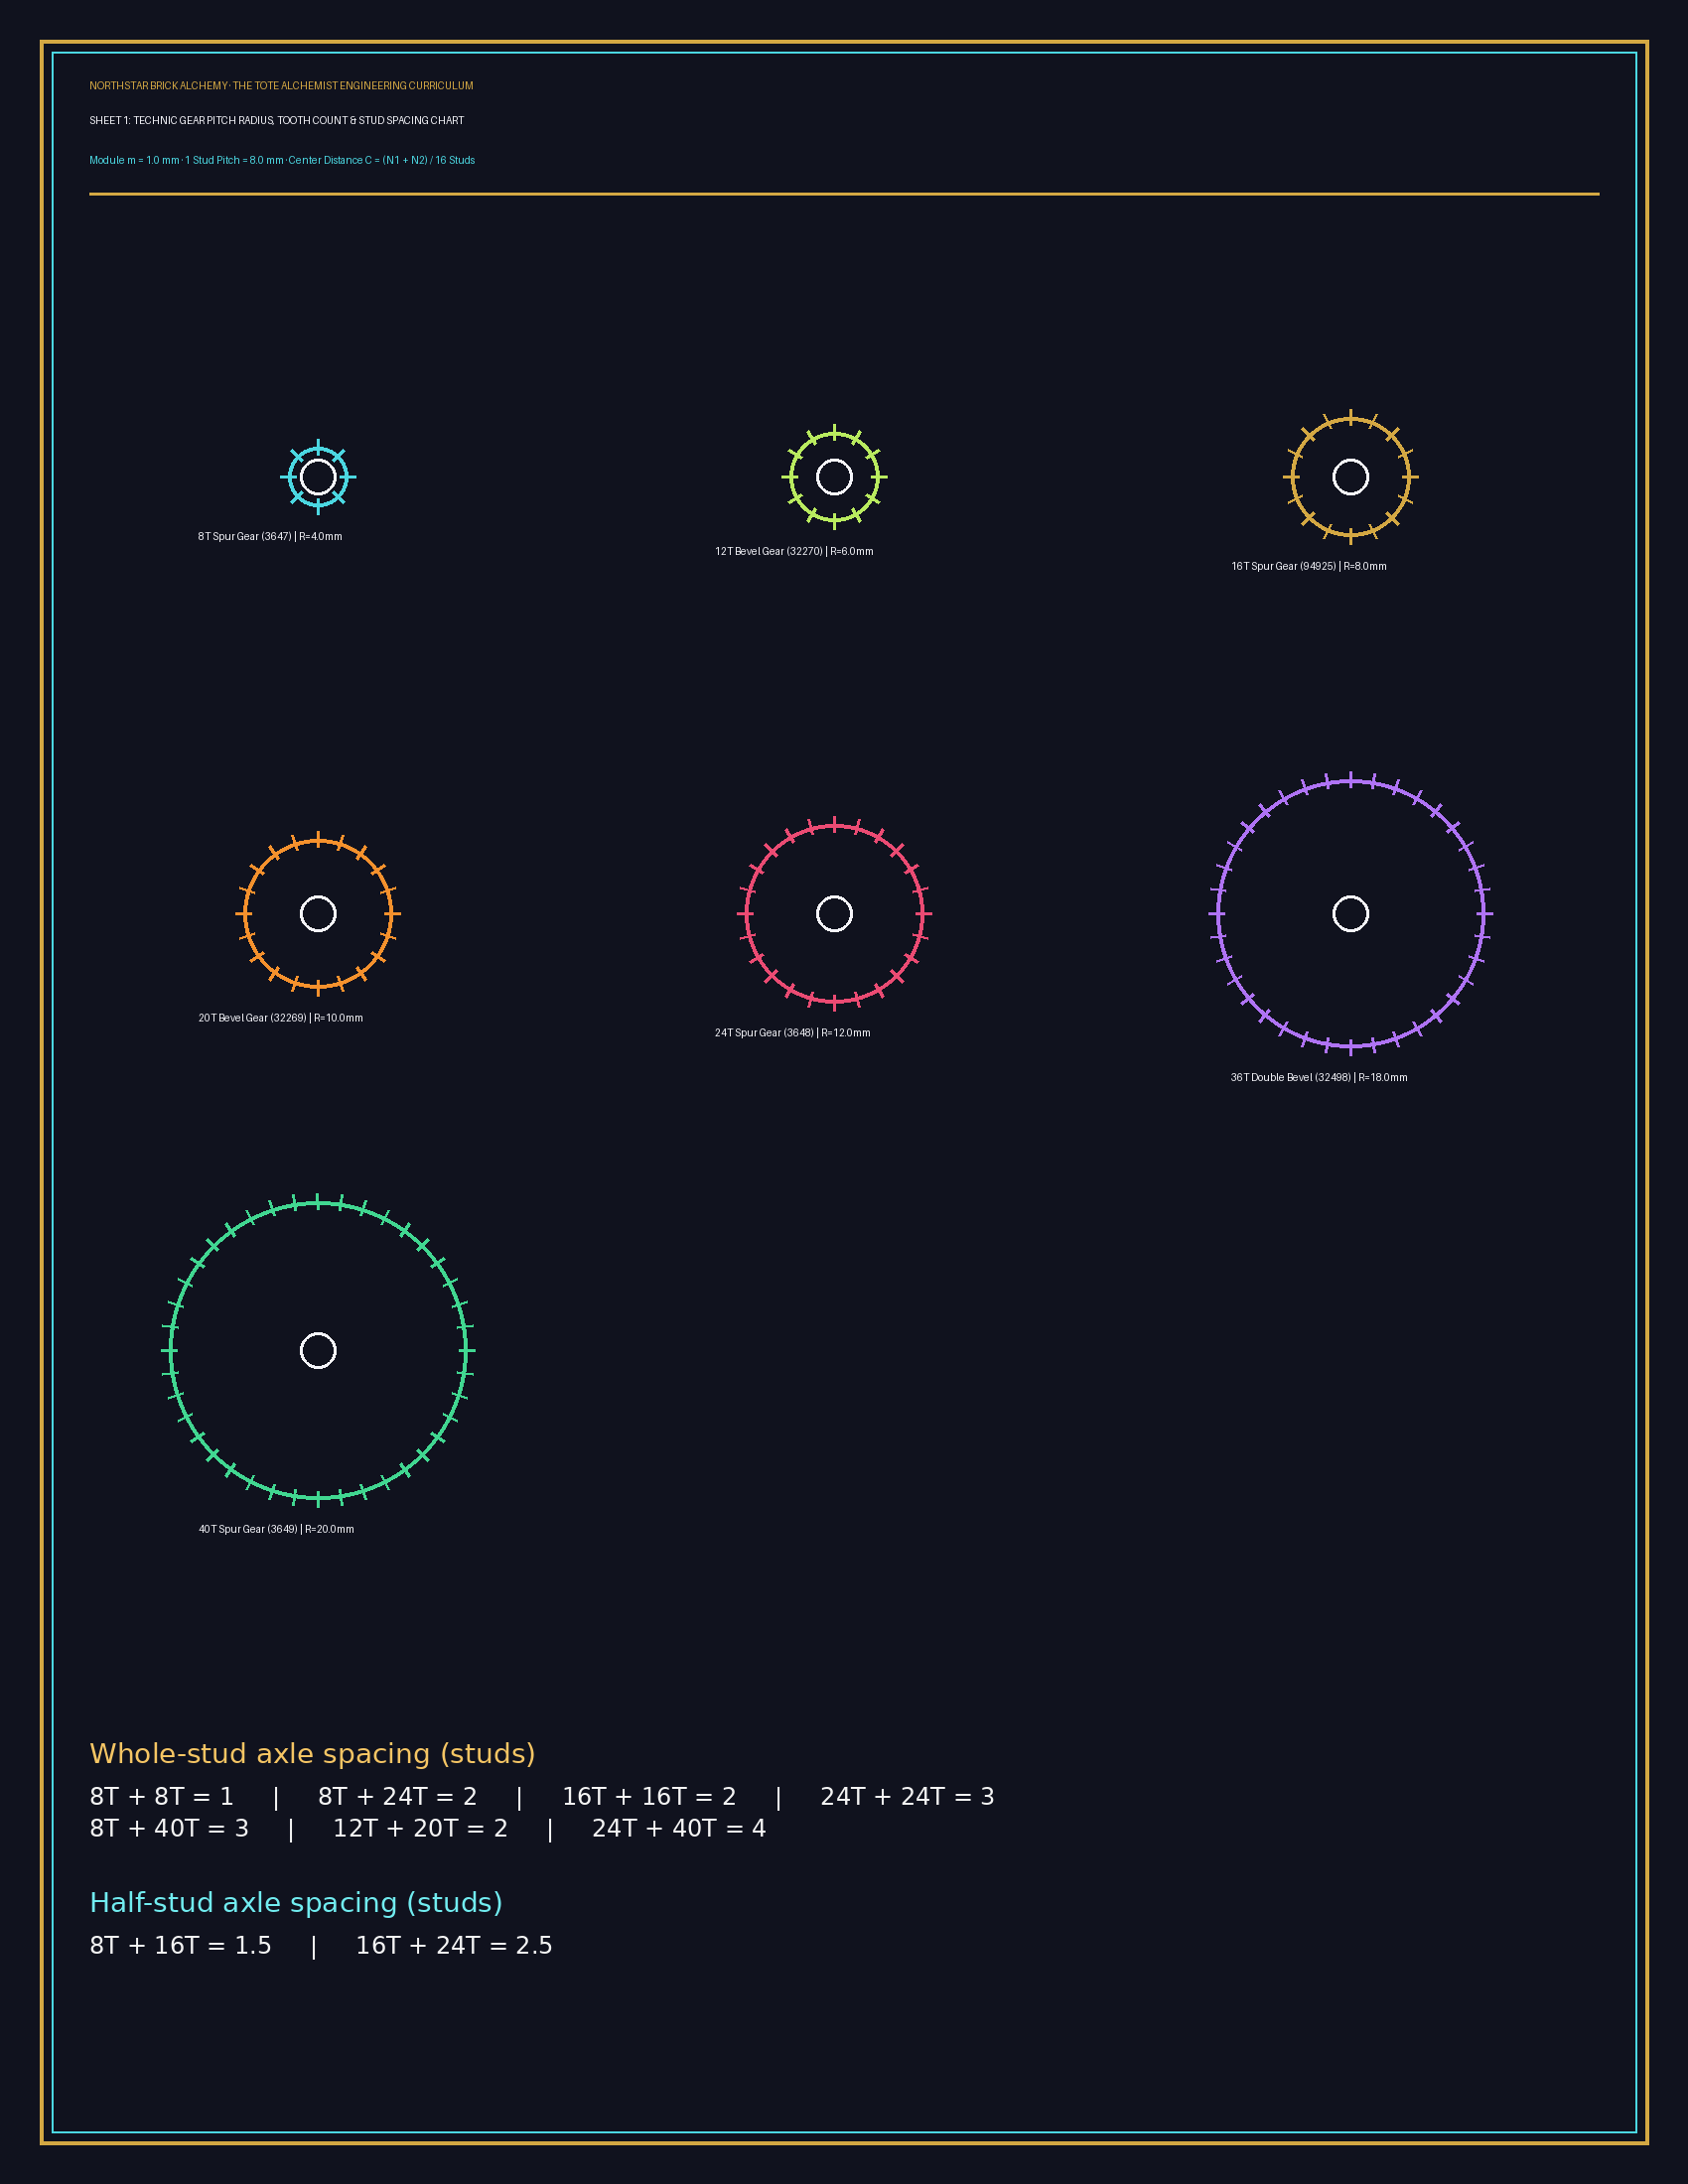 NORTHSTAR BRICK ALCHEMY · THE TOTE ALCHEMIST ENGINEERING CURRICULUM
SHEET 1: TECHNIC GEAR PITCH RADIUS, TOOTH COUNT & STUD SPACING CHART
Module m = 1.0 mm · 1 Stud Pitch = 8.0 mm · Center Distance C = (N1 + N2) / 16 Studs
8T Spur Gear (3647) | R=4.0mm
12T Bevel Gear (32270) | R=6.0mm
16T Spur Gear (94925) | R=8.0mm
20T Bevel Gear (32269) | R=10.0mm
24T Spur Gear (3648) | R=12.0mm
36T Double Bevel (32498) | R=18.0mm
40T Spur Gear (3649) | R=20.0mm
Whole-stud axle spacing (studs)
8T + 8T = 1 | 8T + 24T = 2 | 16T + 16T = 2 | 24T + 24T = 3
8T + 40T = 3 | 12T + 20T = 2 | 24T + 40T = 4
Half-stud axle spacing (studs)
8T + 16T = 1.5 | 16T + 24T = 2.5